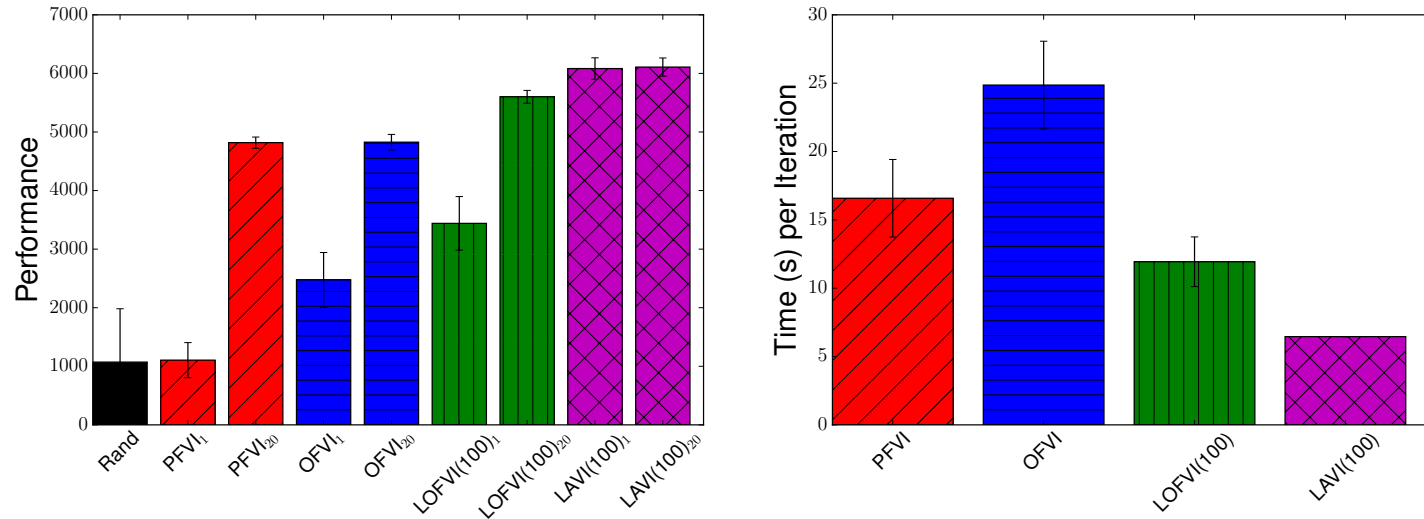 7000
6000
5000
4000
3000
2000
1000
0
Performance
Rand
PFVI₁
PFVI₂₀
OFVI₁
OFVI₂₀
LOFVI(100)₁
LOFVI(100)₂₀
LAVI(100)₁
LAVI(100)₂₀
30
25
20
15
10
5
0
Time (s) per Iteration
PFVI
OFVI
LOFVI(100)
LAVI(100)